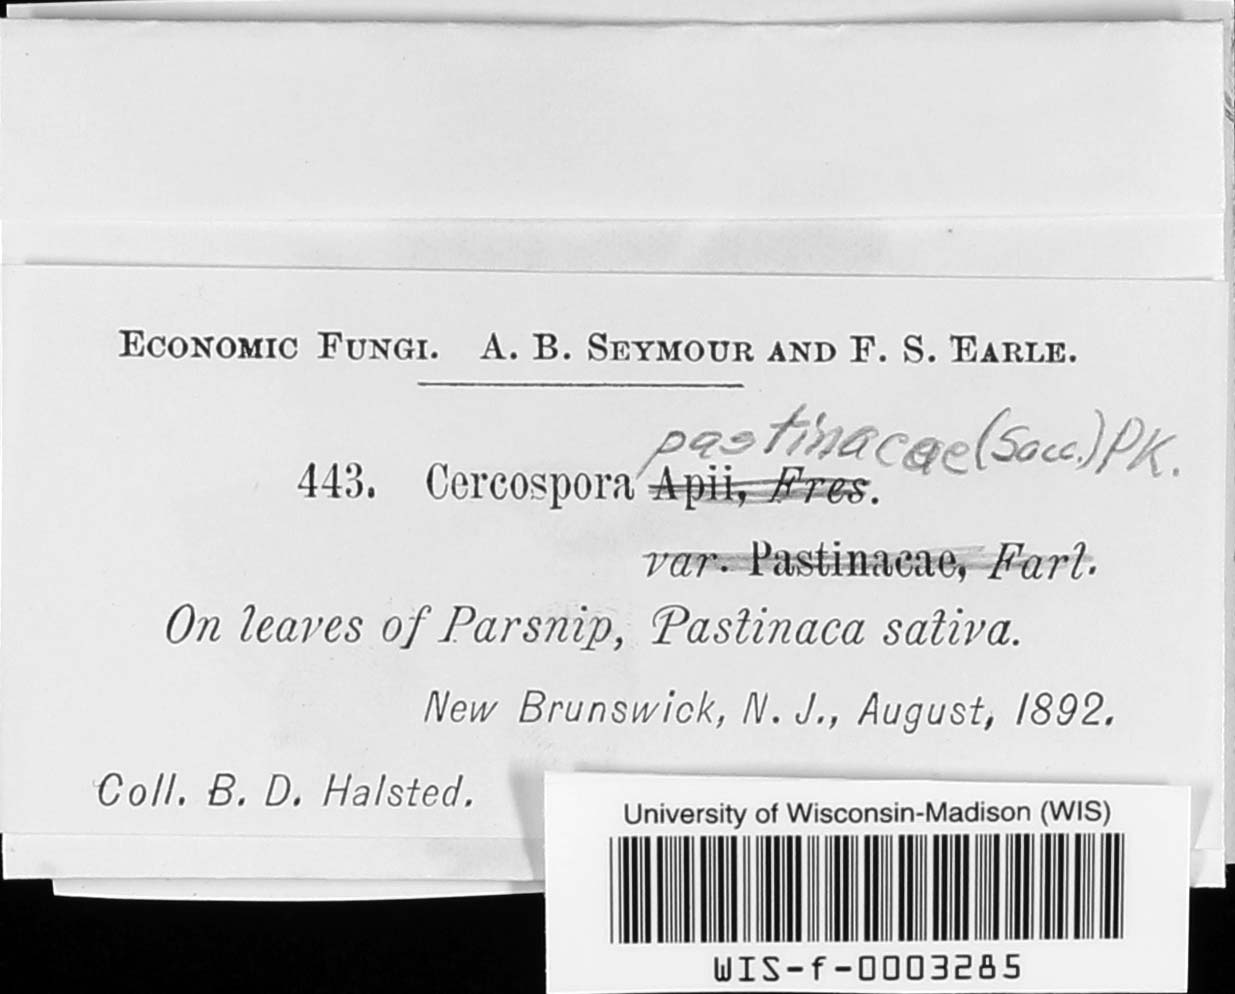 ECONOMIC FUNGI. A. B. SEYMOUR AND F. S. EARLE.
pastinacae (Sacc.) PK.
443. Cercospora Apii, Fres.
var. Pastinacae, Farl.
On leaves of Parsnip, Pastinaca sativa.
New Brunswick, N. J., August, 1892.
Coll. B. D. Halsted.
University of Wisconsin-Madison (WIS)
WIS-f-0003285